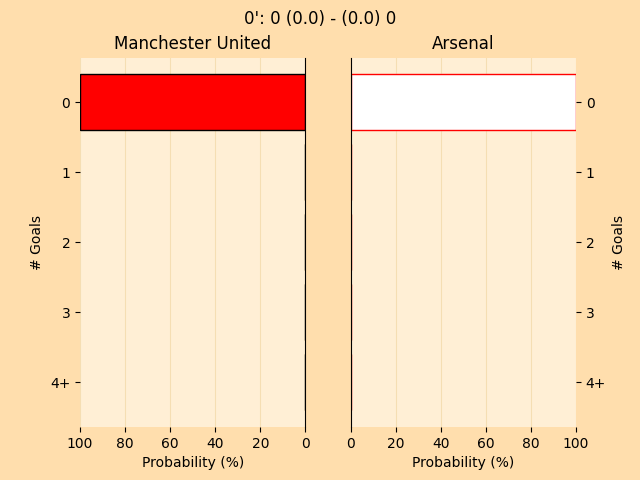 0': 0 (0.0) - (0.0) 0
Manchester United
Arsenal
0
1
2
3
4+
# Goals
100 80 60 40 20 0
Probability (%)
0
1
2
3
4+
# Goals
0 20 40 60 80 100
Probability (%)